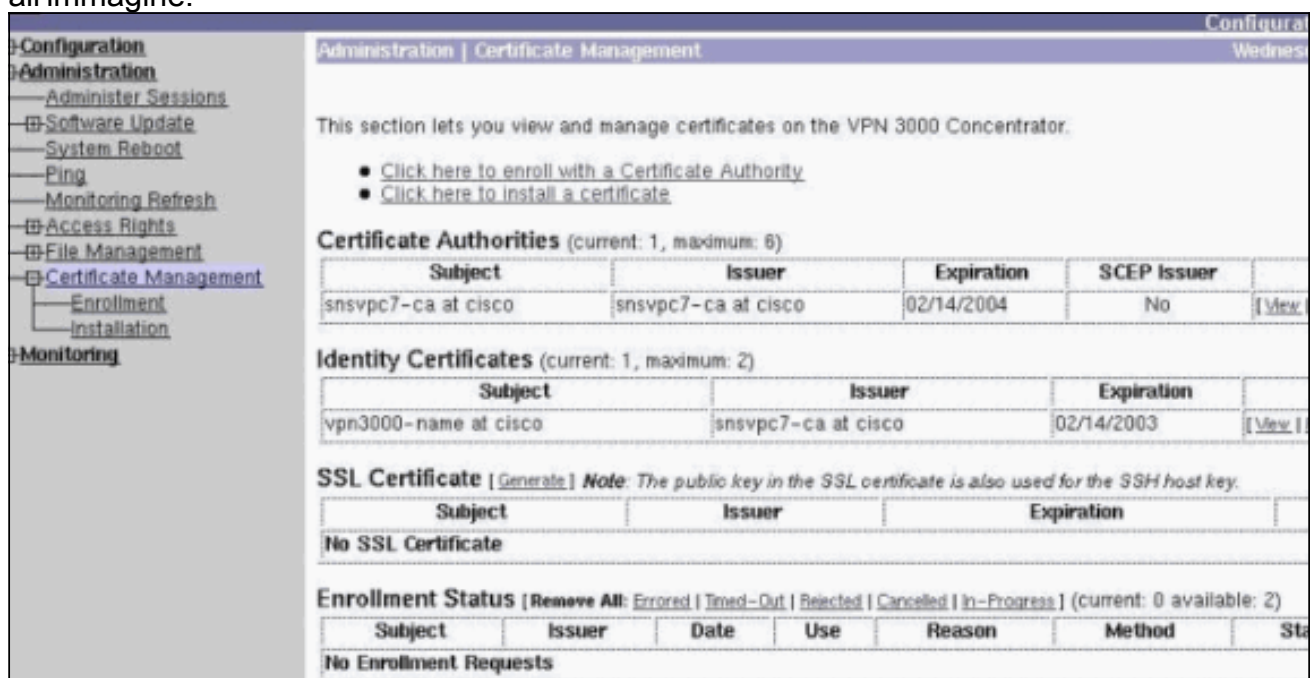 all'immagine.
Configurat
Configuration
Administration
Administer Sessions
Software Update
System Reboot
Ping
Monitoring Refresh
Access Rights
File Management
Certificate Management
Enrollment
Installation
Monitoring
Administration | Certificate Management
Wednes
This section lets you view and manage certificates on the VPN 3000 Concentrator.
Click here to enroll with a Certificate Authority
Click here to install a certificate
Certificate Authorities (current: 1, maximum: 6)
Subject Issuer Expiration SCEP Issuer
snsvpc7-ca at cisco snsvpc7-ca at cisco 02/14/2004 No [ View |
Identity Certificates (current: 1, maximum: 2)
Subject Issuer Expiration
vpn3000-name at cisco snsvpc7-ca at cisco 02/14/2003 [ View |
SSL Certificate [ Generate ] Note: The public key in the SSL certificate is also used for the SSH host key.
Subject Issuer Expiration
No SSL Certificate
Enrollment Status [ Remove All: Errored | Timed-Out | Rejected | Cancelled | In-Progress ] (current: 0 available: 2)
Subject Issuer Date Use Reason Method Sta
No Enrollment Requests